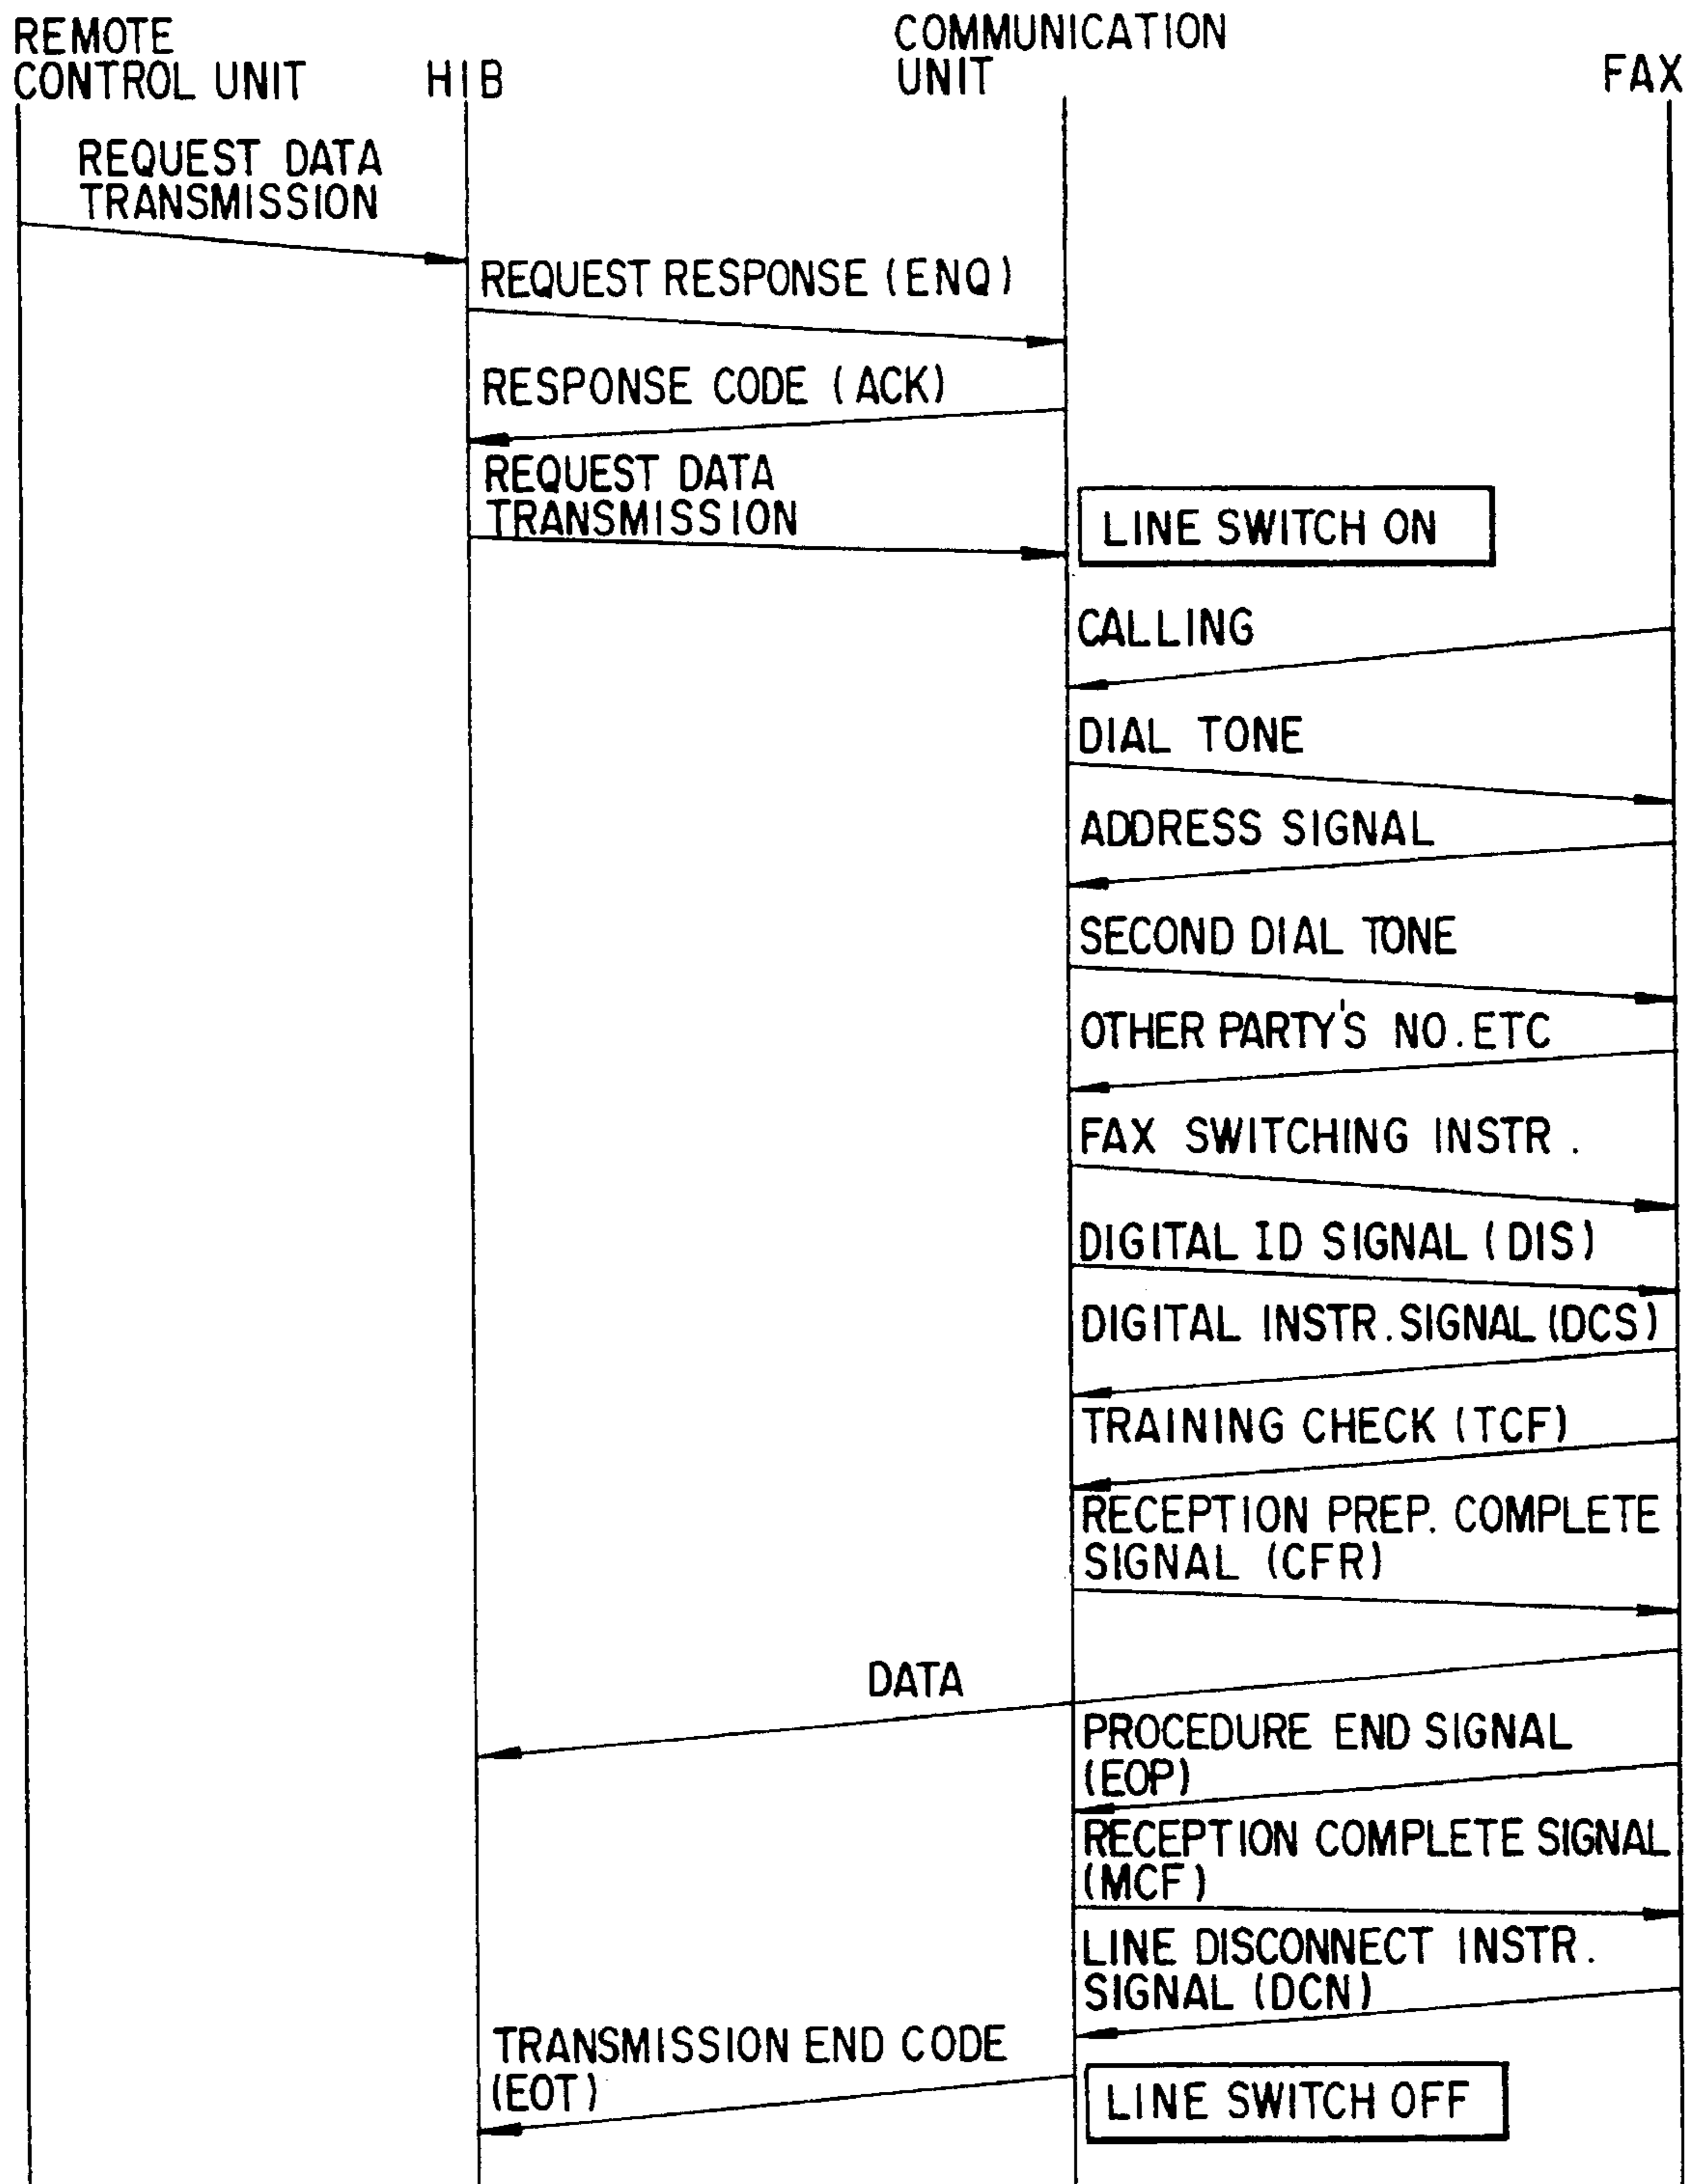 REMOTE
CONTROL UNIT
HIB
COMMUNICATION
UNIT
FAX
REQUEST DATA
TRANSMISSION
REQUEST RESPONSE (ENQ)
RESPONSE CODE (ACK)
REQUEST DATA
TRANSMISSION
LINE SWITCH ON
CALLING
DIAL TONE
ADDRESS SIGNAL
SECOND DIAL TONE
OTHER PARTY'S NO. ETC
FAX SWITCHING INSTR.
DIGITAL ID SIGNAL (DIS)
DIGITAL INSTR. SIGNAL (DCS)
TRAINING CHECK (TCF)
RECEPTION PREP. COMPLETE
SIGNAL (CFR)
DATA
PROCEDURE END SIGNAL
(EOP)
RECEPTION COMPLETE SIGNAL
(MCF)
LINE DISCONNECT INSTR.
SIGNAL (DCN)
TRANSMISSION END CODE
(EOT)
LINE SWITCH OFF